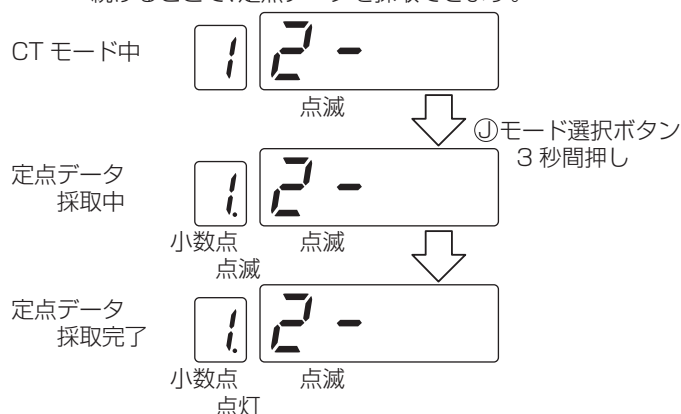 続けることで、定点データを採取できます。
CT モード中
1 2 -
点滅
Ⓙモード選択ボタン
3 秒間押し
定点データ
採取中
1. 2 -
小数点
点滅
点滅
定点データ
採取完了
1. 2 -
小数点
点灯
点滅